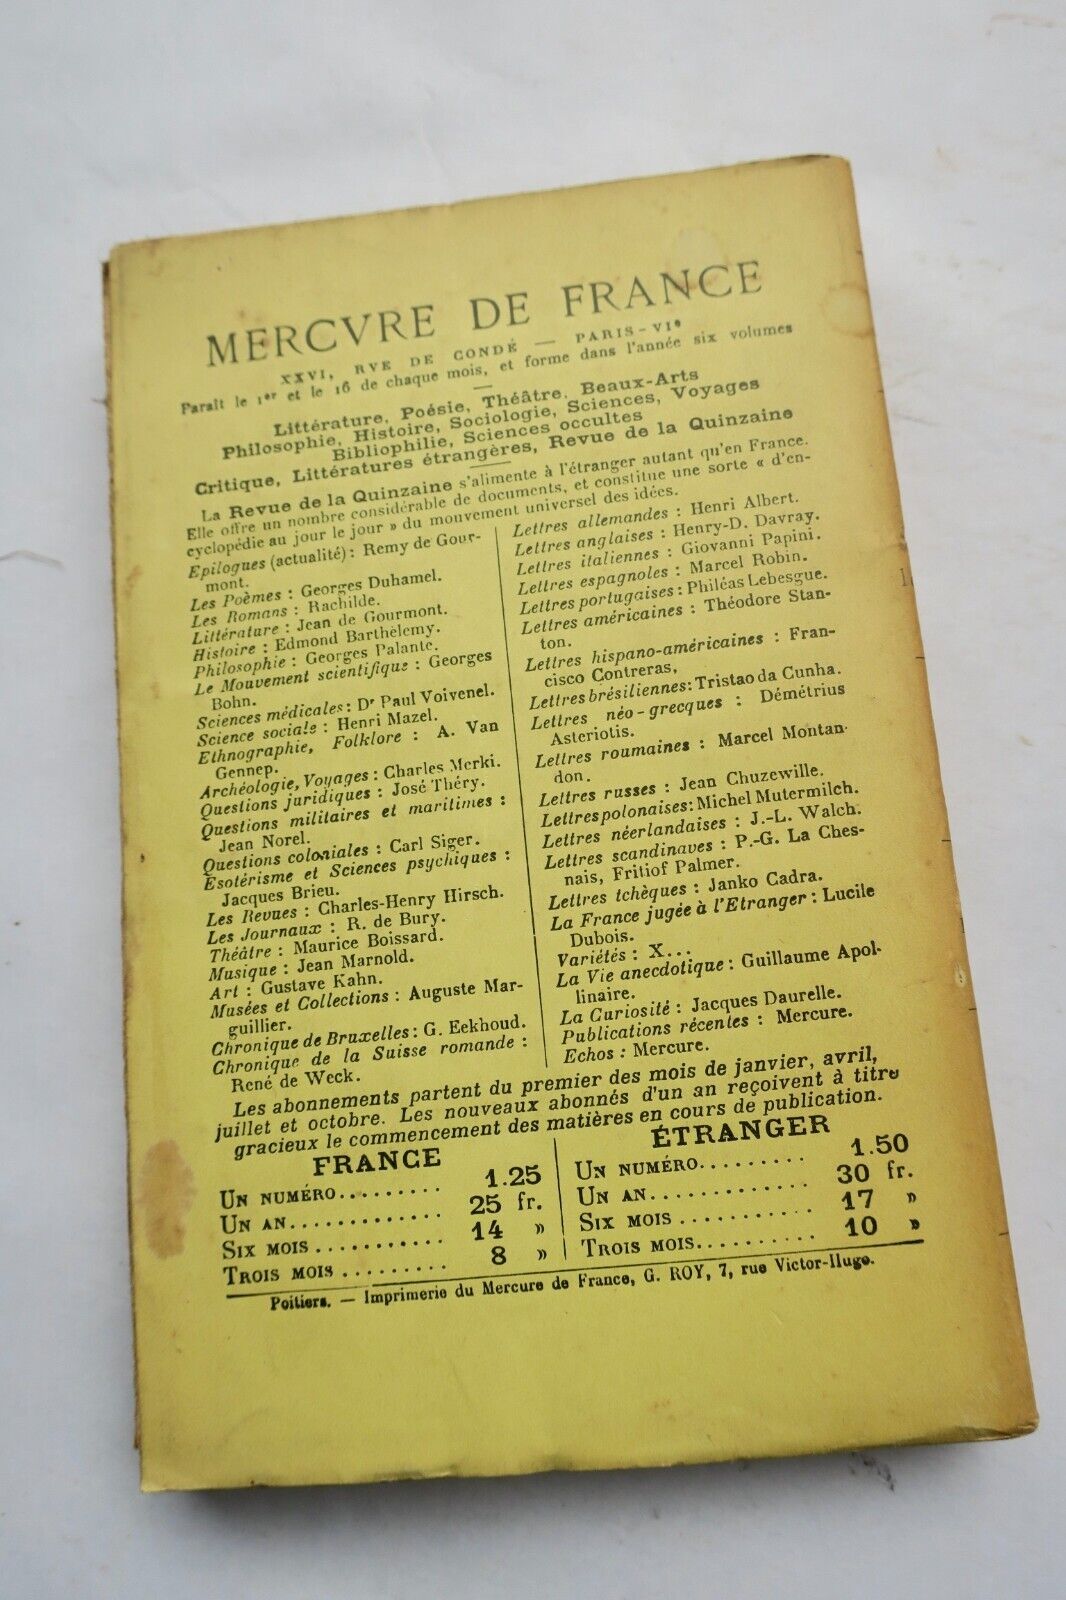 MERCVRE DE FRANCE
XXVI, RVE DE CONDÉ — PARIS-VIe
Paraît le 1er et le 16 de chaque mois, et forme dans l'année six volumes
Littérature, Poésie, Théâtre, Beaux-Arts
Philosophie, Histoire, Sociologie, Sciences, Voyages
Bibliophilie, Sciences occultes
Critique, Littératures étrangères, Revue de la Quinzaine
La Revue de la Quinzaine s'alimente à l'étranger autant qu'en France.
Elle offre un nombre considérable de documents, et constitue une sorte « d'en-
cyclopédie au jour le jour » du mouvement universel des idées.
Epilogues (actualité) : Remy de Gour-
mont.
Les Poèmes : Georges Duhamel.
Les Romans : Rachilde.
Littérature : Jean de Gourmont.
Histoire : Edmond Barthèlemy.
Philosophie : Georges Palante.
Le Mouvement scientifique : Georges
Bohn.
Sciences médicales : Dr Paul Voivenel.
Science sociale : Henri Mazel.
Ethnographie, Folklore : A. Van
Gennep.
Archéologie, Voyages : Charles Merki.
Questions juridiques : José Théry.
Questions militaires et maritimes :
Jean Norel.
Questions coloniales : Carl Siger.
Esotérisme et Sciences psychiques :
Jacques Brieu.
Les Revues : Charles-Henry Hirsch.
Les Journaux : R. de Bury.
Théâtre : Maurice Boissard.
Musique : Jean Marnold.
Art : Gustave Kahn.
Musées et Collections : Auguste Mar-
guillier.
Chronique de Bruxelles : G. Eekhoud.
Chronique de la Suisse romande :
René de Weck.
Lettres allemandes : Henri Albert.
Lettres anglaises : Henry-D. Davray.
Lettres italiennes : Giovanni Papini.
Lettres espagnoles : Marcel Robin.
Lettres portugaises : Philéas Lebesgue.
Lettres américaines : Théodore Stan-
ton.
Lettres hispano-américaines : Fran-
cisco Contreras.
Lettres brésiliennes : Tristao da Cunha.
Lettres néo-grecques : Démétrius
Asteriotis.
Lettres roumaines : Marcel Montan-
don.
Lettres russes : Jean Chuzewille.
Lettres polonaises : Michel Mutermilch.
Lettres néerlandaises : J.-L. Walch.
Lettres scandinaves : P.-G. La Ches-
nais, Fritiof Palmer.
Lettres tchèques : Janko Cadra.
La France jugée à l'Etranger : Lucile
Dubois.
Variétés : X...
La Vie anecdotique : Guillaume Apol-
linaire.
La Curiosité : Jacques Daurelle.
Publications récentes : Mercure.
Echos : Mercure.
Les abonnements partent du premier des mois de janvier, avril,
juillet et octobre. Les nouveaux abonnés d'un an reçoivent à titre
gracieux le commencement des matières en cours de publication.
FRANCE
UN NUMÉRO......... 1.25
UN AN............. 25 fr.
SIX MOIS........... 14 »
TROIS MOIS......... 8 »
ÉTRANGER
UN NUMÉRO......... 1.50
UN AN............. 30 fr.
SIX MOIS........... 17 »
TROIS MOIS.......... 10 »
Poitiers. — Imprimerie du Mercure de France, G. ROY, 7, rue Victor-Hugo.